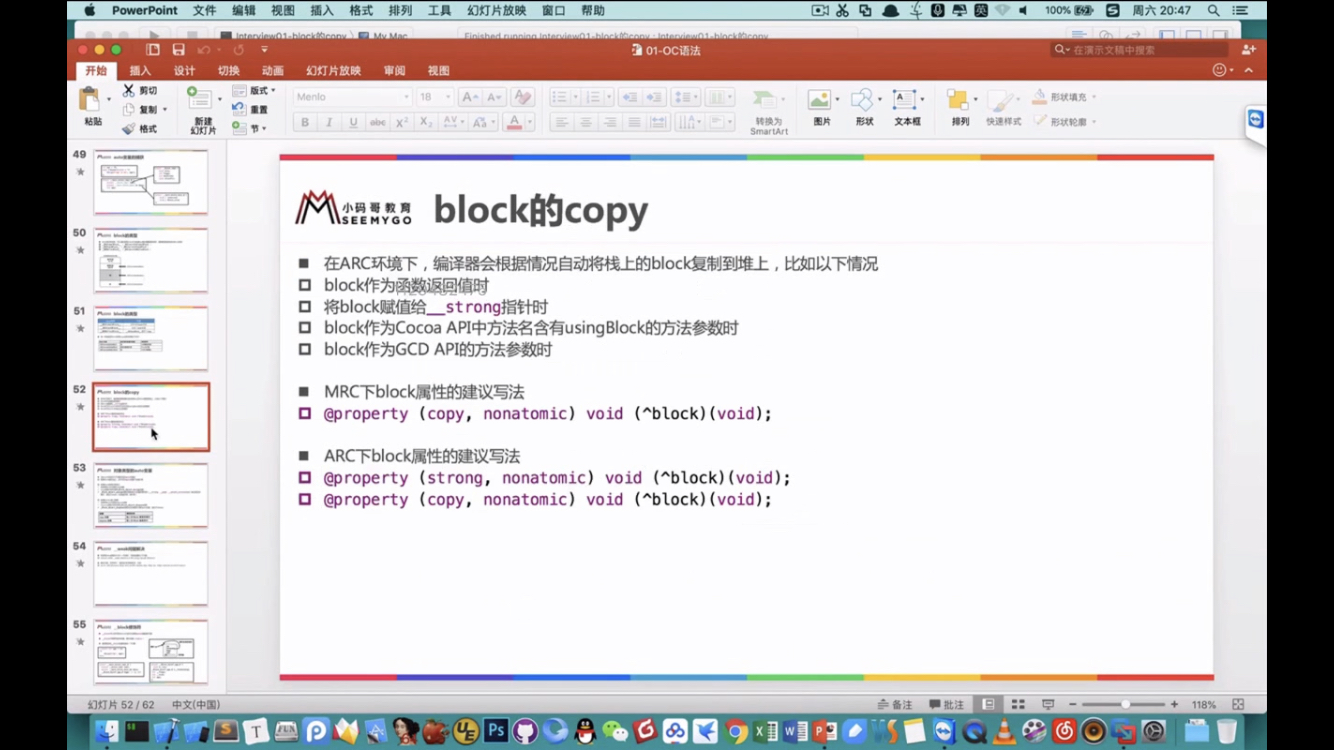 PowerPoint 文件 编辑 视图 插入 格式 排列 工具 幻灯片放映 窗口 帮助 100% 周六 20:47
Interview01-block的copy My Mac Finished running Interview01-block的copy : Interview01-block的copy
01-OC语法 在演示文稿中搜索
开始 插入 设计 切换 动画 幻灯片放映 审阅 视图
粘贴 剪切 复制 格式 新建幻灯片 版式 重置 节 Menlo 18 转换为 SmartArt 图片 形状 文本框 排列 快速样式 形状填充 形状轮廓
49
50
51
52
53
54
55
小码哥教育
SEEMYGO
block的copy
在ARC环境下，编译器会根据情况自动将栈上的block复制到堆上，比如以下情况
block作为函数返回值时
将block赋值给__strong指针时
block作为Cocoa API中方法名含有usingBlock的方法参数时
block作为GCD API的方法参数时
MRC下block属性的建议写法
@property (copy, nonatomic) void (^block)(void);
ARC下block属性的建议写法
@property (strong, nonatomic) void (^block)(void);
@property (copy, nonatomic) void (^block)(void);
幻灯片 52 / 62 中文(中国) 备注 批注 118%